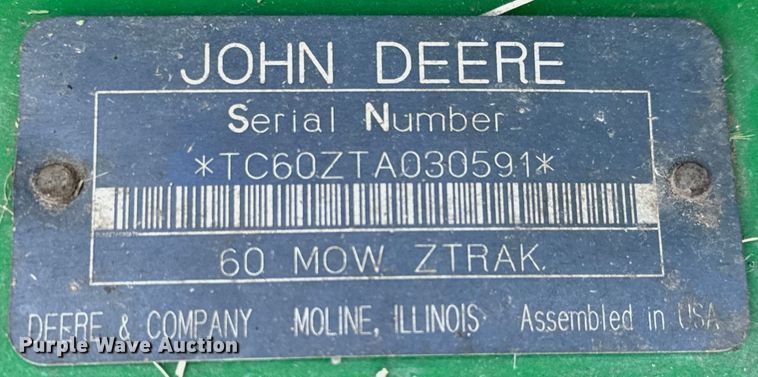 JOHN DEERE
Serial Number
*TC60ZTA030591*
60 MOW ZTRAK
DEERE & COMPANY MOLINE, ILLINOIS Assembled in USA
Purple Wave Auction